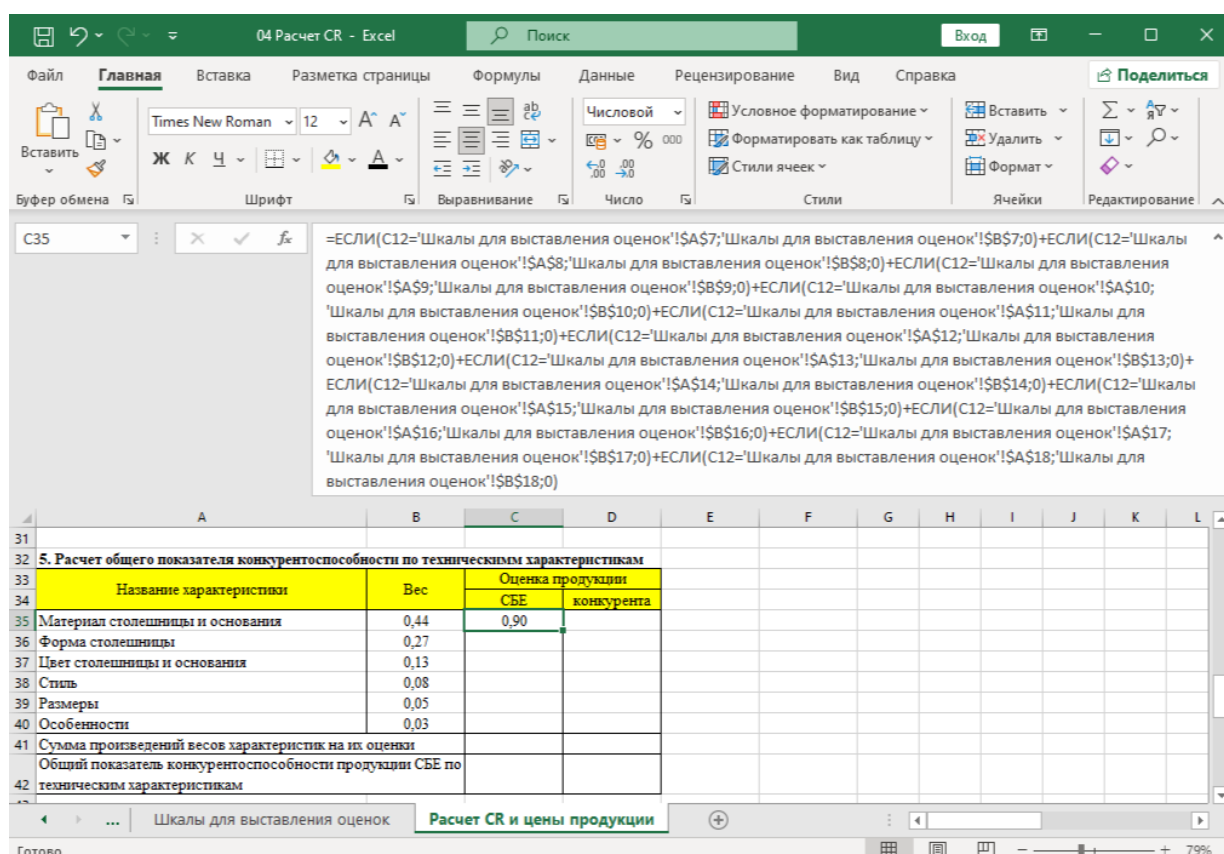 04 Расчет CR - Excel
Поиск
Вход
Файл Главная Вставка Разметка страницы Формулы Данные Рецензирование Вид Справка Поделиться
Вставить
Times New Roman 12 A^ A˅
Ж К Ч A
Числовой
% 000
Условное форматирование
Форматировать как таблицу
Стили ячеек
Вставить
Удалить
Формат
Буфер обмена Шрифт Выравнивание Число Стили Ячейки Редактирование
C35 fx
=ЕСЛИ(C12='Шкалы для выставления оценок'!$A$7;'Шкалы для выставления оценок'!$B$7;0)+ЕСЛИ(C12='Шкалы
для выставления оценок'!$A$8;'Шкалы для выставления оценок'!$B$8;0)+ЕСЛИ(C12='Шкалы для выставления
оценок'!$A$9;'Шкалы для выставления оценок'!$B$9;0)+ЕСЛИ(C12='Шкалы для выставления оценок'!$A$10;
'Шкалы для выставления оценок'!$B$10;0)+ЕСЛИ(C12='Шкалы для выставления оценок'!$A$11;'Шкалы для
выставления оценок'!$B$11;0)+ЕСЛИ(C12='Шкалы для выставления оценок'!$A$12;'Шкалы для выставления
оценок'!$B$12;0)+ЕСЛИ(C12='Шкалы для выставления оценок'!$A$13;'Шкалы для выставления оценок'!$B$13;0)+
ЕСЛИ(C12='Шкалы для выставления оценок'!$A$14;'Шкалы для выставления оценок'!$B$14;0)+ЕСЛИ(C12='Шкалы
для выставления оценок'!$A$15;'Шкалы для выставления оценок'!$B$15;0)+ЕСЛИ(C12='Шкалы для выставления
оценок'!$A$16;'Шкалы для выставления оценок'!$B$16;0)+ЕСЛИ(C12='Шкалы для выставления оценок'!$A$17;
'Шкалы для выставления оценок'!$B$17;0)+ЕСЛИ(C12='Шкалы для выставления оценок'!$A$18;'Шкалы для
выставления оценок'!$B$18;0)
A B C D E F G H I J K L
31
32 5. Расчет общего показателя конкурентоспособности по техническимм характеристикам
33 Название характеристики Вес Оценка продукции
34 СБЕ конкурента
35 Материал столешницы и основания 0,44 0,90
36 Форма столешницы 0,27
37 Цвет столешницы и основания 0,13
38 Стиль 0,08
39 Размеры 0,05
40 Особенности 0,03
41 Сумма произведений весов характеристик на их оценки
Общий показатель конкурентоспособности продукции СБЕ по
42 техническим характеристикам
... Шкалы для выставления оценок Расчет CR и цены продукции
Готово 79%